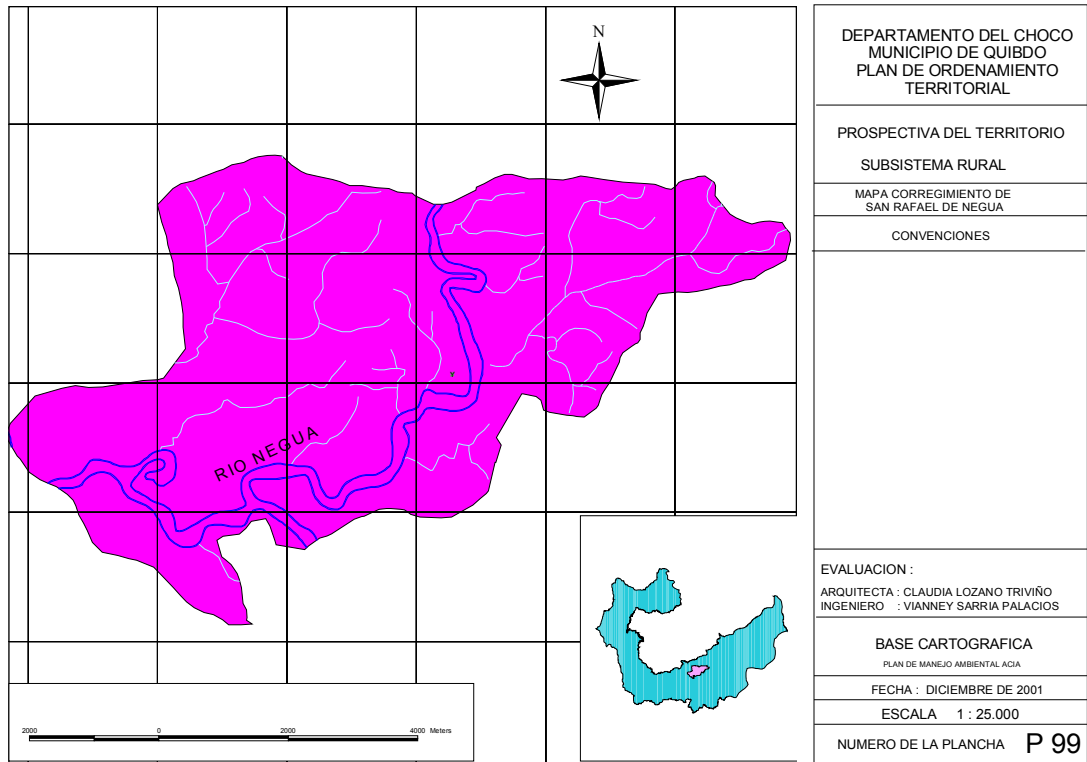 N
Y
RIO NEGUA
2000 0 2000 4000 Meters
DEPARTAMENTO DEL CHOCO
MUNICIPIO DE QUIBDO
PLAN DE ORDENAMIENTO
TERRITORIAL
PROSPECTIVA DEL TERRITORIO
SUBSISTEMA RURAL
MAPA CORREGIMIENTO DE
SAN RAFAEL DE NEGUA
CONVENCIONES
EVALUACION :
ARQUITECTA : CLAUDIA LOZANO TRIVIÑO
INGENIERO : VIANNEY SARRIA PALACIOS
BASE CARTOGRAFICA
PLAN DE MANEJO AMBIENTAL ACIA
FECHA : DICIEMBRE DE 2001
ESCALA 1 : 25.000
NUMERO DE LA PLANCHA P 99